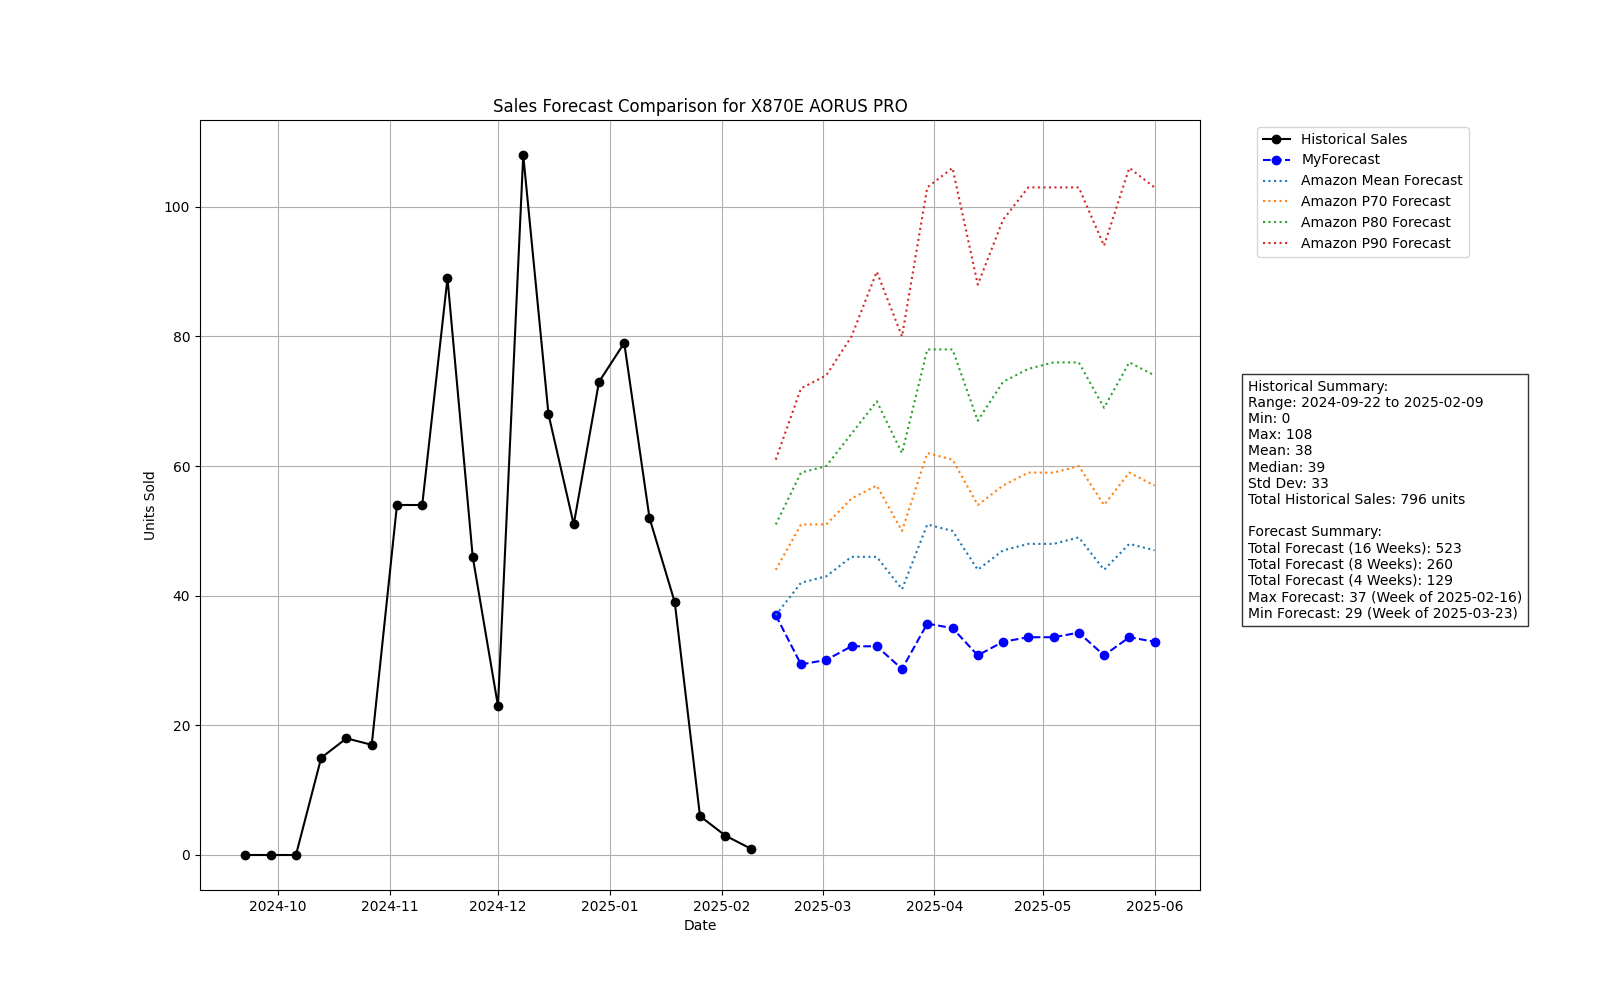 Sales Forecast Comparison for X870E AORUS PRO
Units Sold
100
80
60
40
20
0
2024-10
2024-11
2024-12
2025-01
2025-02
2025-03
2025-04
2025-05
2025-06
Date
Historical Sales
MyForecast
Amazon Mean Forecast
Amazon P70 Forecast
Amazon P80 Forecast
Amazon P90 Forecast
Historical Summary:
Range: 2024-09-22 to 2025-02-09
Min: 0
Max: 108
Mean: 38
Median: 39
Std Dev: 33
Total Historical Sales: 796 units
Forecast Summary:
Total Forecast (16 Weeks): 523
Total Forecast (8 Weeks): 260
Total Forecast (4 Weeks): 129
Max Forecast: 37 (Week of 2025-02-16)
Min Forecast: 29 (Week of 2025-03-23)